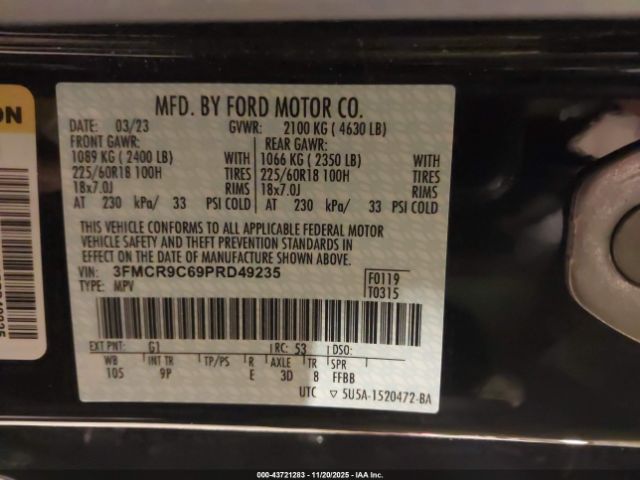 MFD. BY FORD MOTOR CO.
DATE: 03/23 GVWR: 2100 KG ( 4630 LB)
FRONT GAWR: REAR GAWR:
1089 KG ( 2400 LB) WITH 1066 KG ( 2350 LB) WITH
225/60R18 100H TIRES 225/60R18 100H TIRES
18x7.0J RIMS 18x7.0J RIMS
AT 230 kPa/ 33 PSI COLD AT 230 kPa/ 33 PSI COLD
THIS VEHICLE CONFORMS TO ALL APPLICABLE FEDERAL MOTOR
VEHICLE SAFETY AND THEFT PREVENTION STANDARDS IN
EFFECT ON THE DATE OF MANUFACTURE SHOWN ABOVE.
VIN: 3FMCR9C69PRD49235
TYPE: MPV
F0119
T0315
EXT PNT: G1 RC: 53 DSO:
WB INT TR TP/PS R AXLE TR SPR
105 9P E 3D 8 FFBB
UTC ▽ 5U5A-1520472-BA
ON
000-43721283 - 11/20/2025 - IAA Inc.